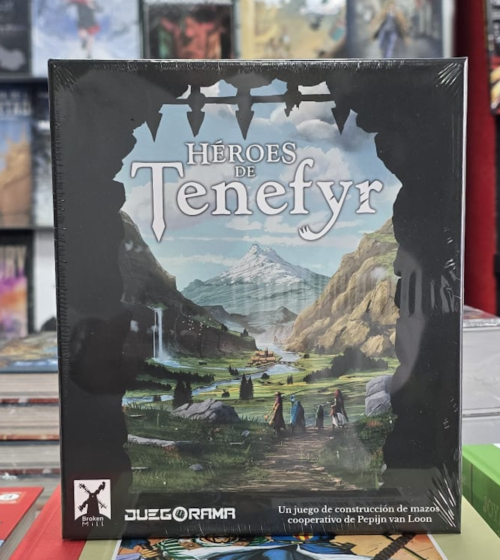 HÉROES
DE
Tenefyr
Broken
Mill
JUEGORAMA
Un juego de construcción de mazos
cooperativo de Pepijn van Loon